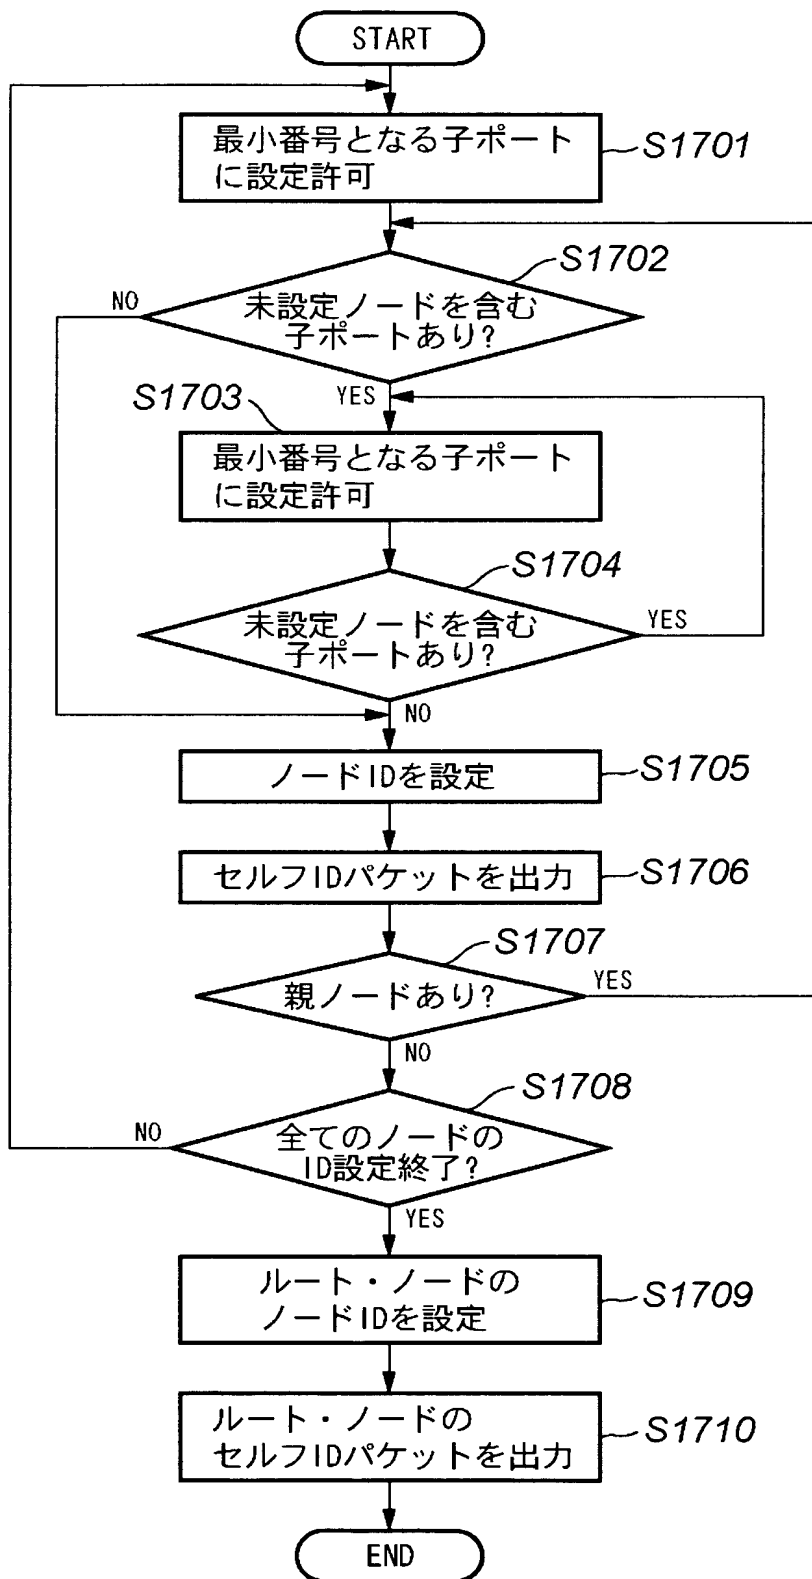 START
最小番号となる子ポート
に設定許可
S1701
S1702
未設定ノードを含む
子ポートあり?
NO
YES
S1703
最小番号となる子ポート
に設定許可
S1704
未設定ノードを含む
子ポートあり?
YES
NO
ノードIDを設定
S1705
セルフIDパケットを出力
S1706
S1707
親ノードあり?
YES
NO
S1708
全てのノードの
ID設定終了?
NO
YES
ルート・ノードの
ノードIDを設定
S1709
ルート・ノードの
セルフIDパケットを出力
S1710
END